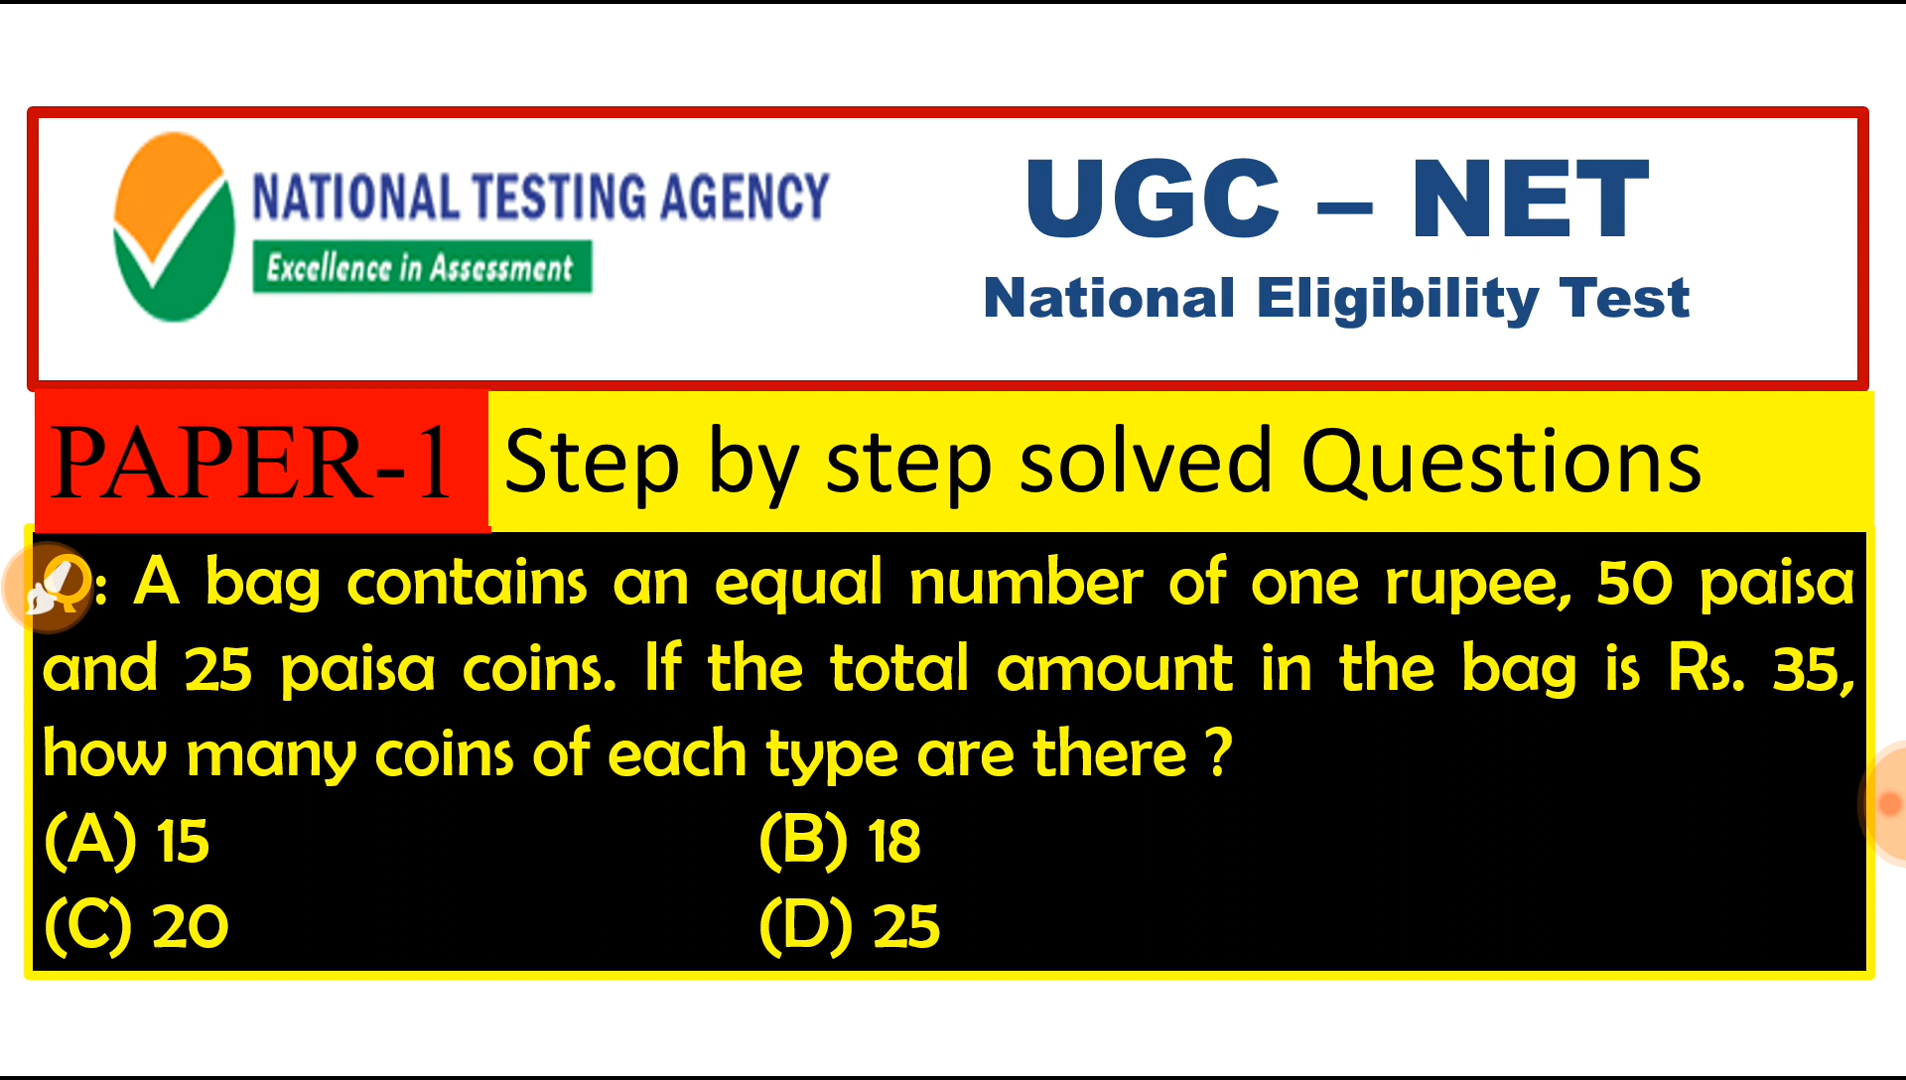 NATIONAL TESTING AGENCY
Excellence in Assessment
UGC – NET
National Eligibility Test
PAPER-1 Step by step solved Questions
Q: A bag contains an equal number of one rupee, 50 paisa
and 25 paisa coins. If the total amount in the bag is Rs. 35,
how many coins of each type are there ?
(A) 15 (B) 18
(C) 20 (D) 25